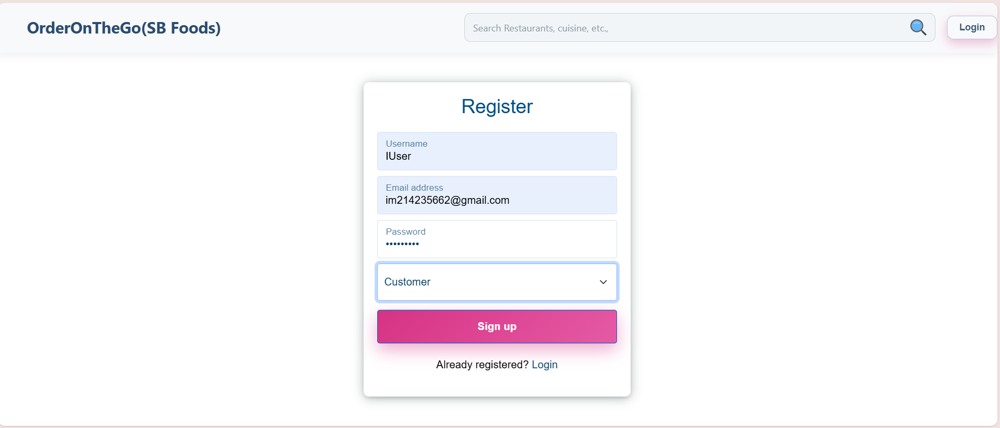 OrderOnTheGo(SB Foods)
Search Restaurants, cuisine, etc.,
Login
Register
Username
IUser
Email address
im214235662@gmail.com
Password
•••••••••
Customer
Sign up
Already registered? Login